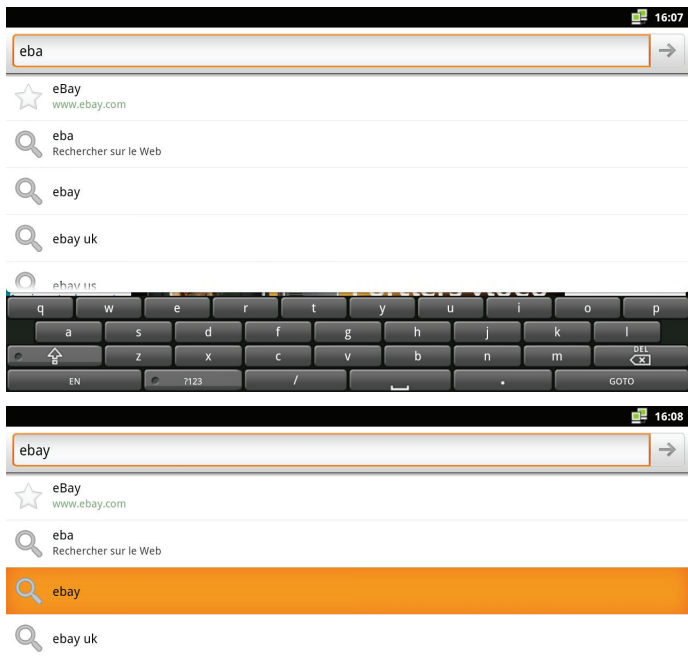 16:07
eba
eBay
www.ebay.com
eba
Rechercher sur le Web
ebay
ebay uk
ebay us
q w e r t y u i o p
a s d f g h j k l
z x c v b n m DEL
EN ?123 / . GOTO
16:08
ebay
eBay
www.ebay.com
eba
Rechercher sur le Web
ebay
ebay uk